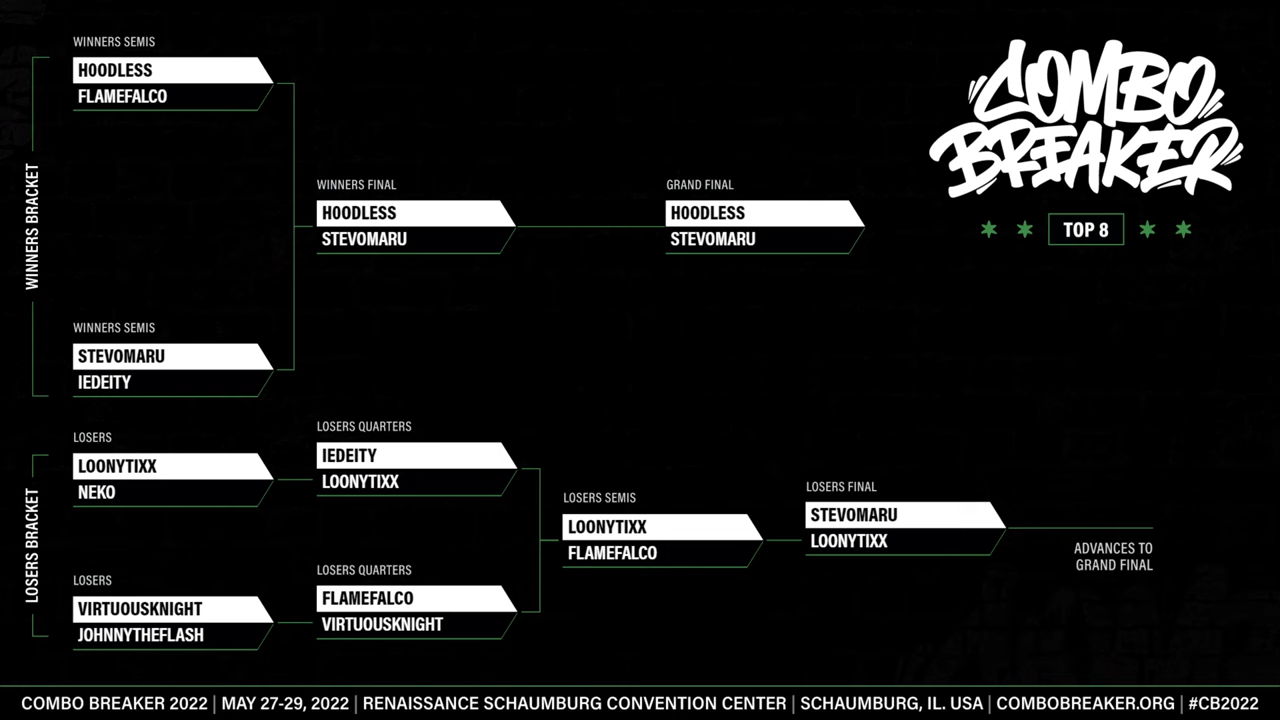 WINNERS SEMIS
H0ODLESS
FLAMEFALCO
WINNERS BRACKET
WINNERS FINAL
H0ODLESS
STEVOMARU
GRAND FINAL
H0ODLESS
STEVOMARU
WINNERS SEMIS
STEVOMARU
IEDEITY
COMBO
BREAKER
TOP 8
LOSERS BRACKET
LOSERS
LOONYTIXX
NEKO
LOSERS QUARTERS
IEDEITY
LOONYTIXX
LOSERS
VIRTUOUSKNIGHT
JOHNNYTHEFLASH
LOSERS QUARTERS
FLAMEFALCO
VIRTUOUSKNIGHT
LOSERS SEMIS
LOONYTIXX
FLAMEFALCO
LOSERS FINAL
STEVOMARU
LOONYTIXX
ADVANCES TO
GRAND FINAL
COMBO BREAKER 2022 | MAY 27-29, 2022 | RENAISSANCE SCHAUMBURG CONVENTION CENTER | SCHAUMBURG, IL. USA | COMBOBREAKER.ORG | #CB2022